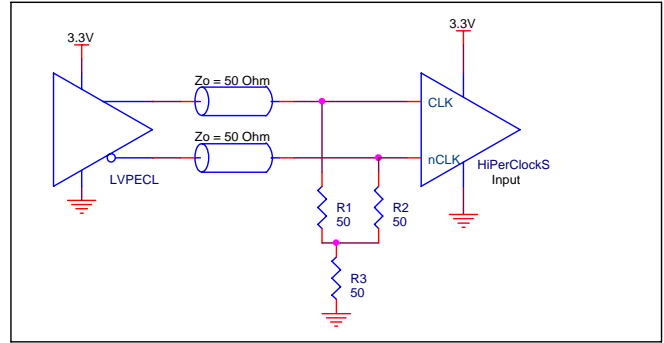 3.3V
3.3V
Zo = 50 Ohm
CLK
Zo = 50 Ohm
nCLK
LVPECL
HiPerClockS
Input
R1
50
R2
50
R3
50